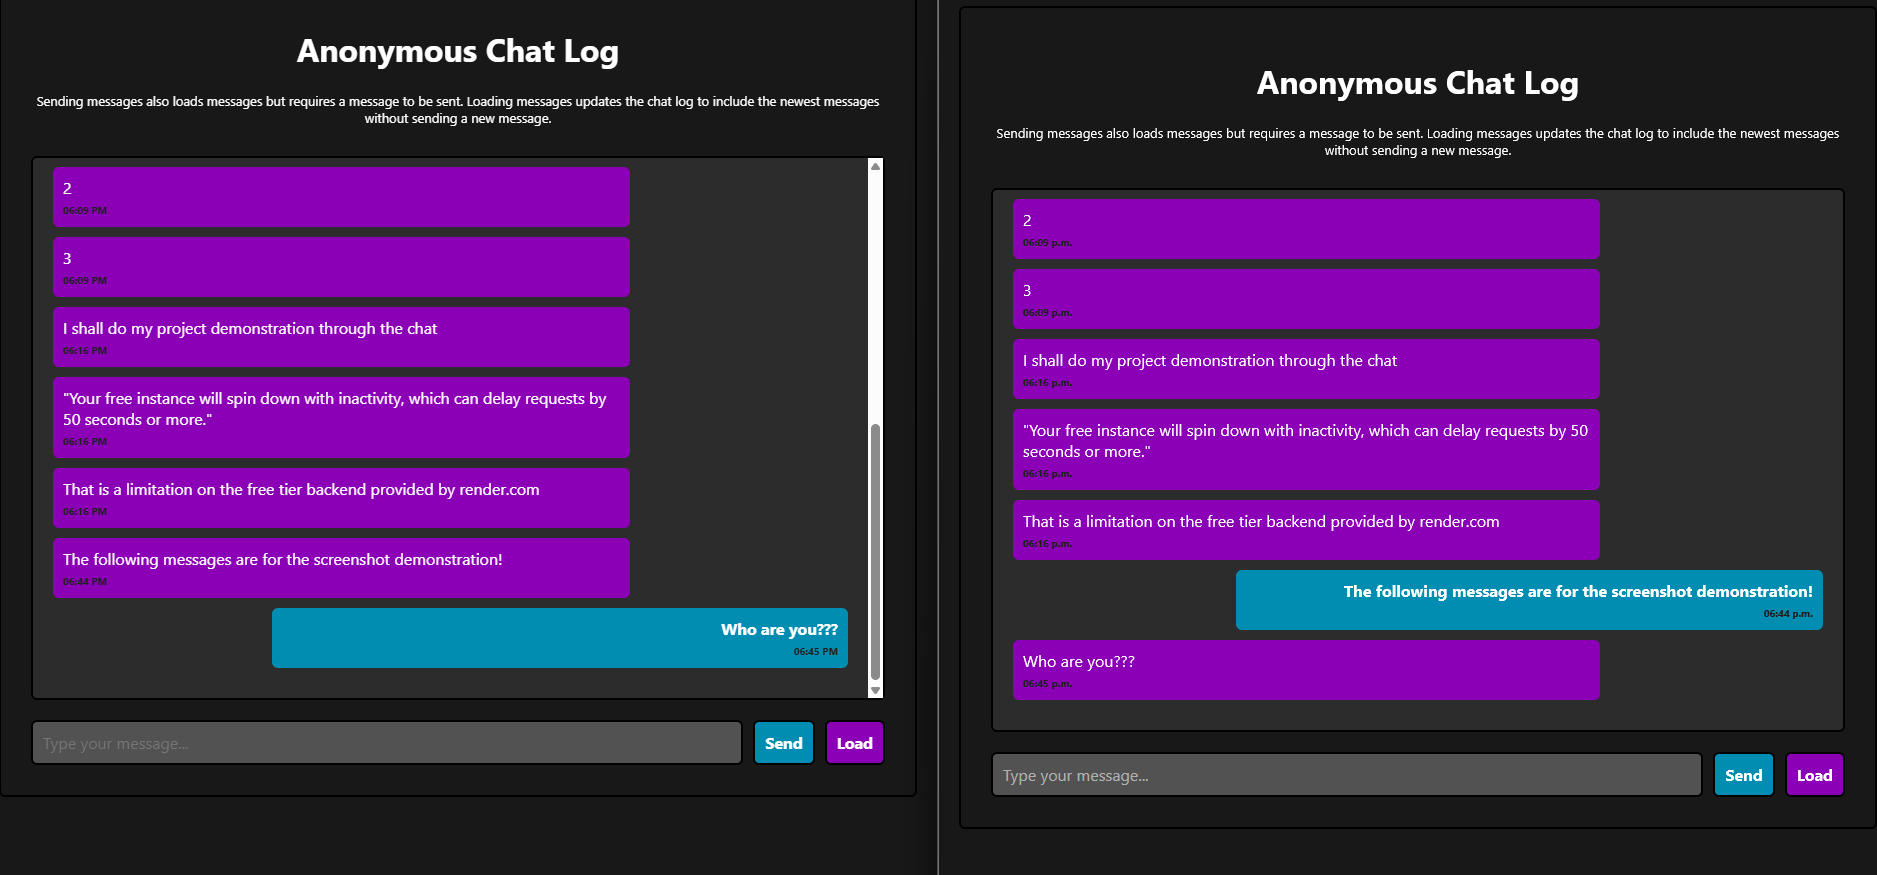 Anonymous Chat Log
Sending messages also loads messages but requires a message to be sent. Loading messages updates the chat log to include the newest messages
without sending a new message.
2
06:09 PM
3
06:09 PM
I shall do my project demonstration through the chat
06:16 PM
"Your free instance will spin down with inactivity, which can delay requests by
50 seconds or more."
06:16 PM
That is a limitation on the free tier backend provided by render.com
06:16 PM
The following messages are for the screenshot demonstration!
06:44 PM
Who are you???
06:45 PM
Type your message...
Send
Load
Anonymous Chat Log
Sending messages also loads messages but requires a message to be sent. Loading messages updates the chat log to include the newest messages
without sending a new message.
2
06:09 p.m.
3
06:09 p.m.
I shall do my project demonstration through the chat
06:16 p.m.
"Your free instance will spin down with inactivity, which can delay requests by 50
seconds or more."
06:16 p.m.
That is a limitation on the free tier backend provided by render.com
06:16 p.m.
The following messages are for the screenshot demonstration!
06:44 p.m.
Who are you???
06:45 p.m.
Type your message...
Send
Load